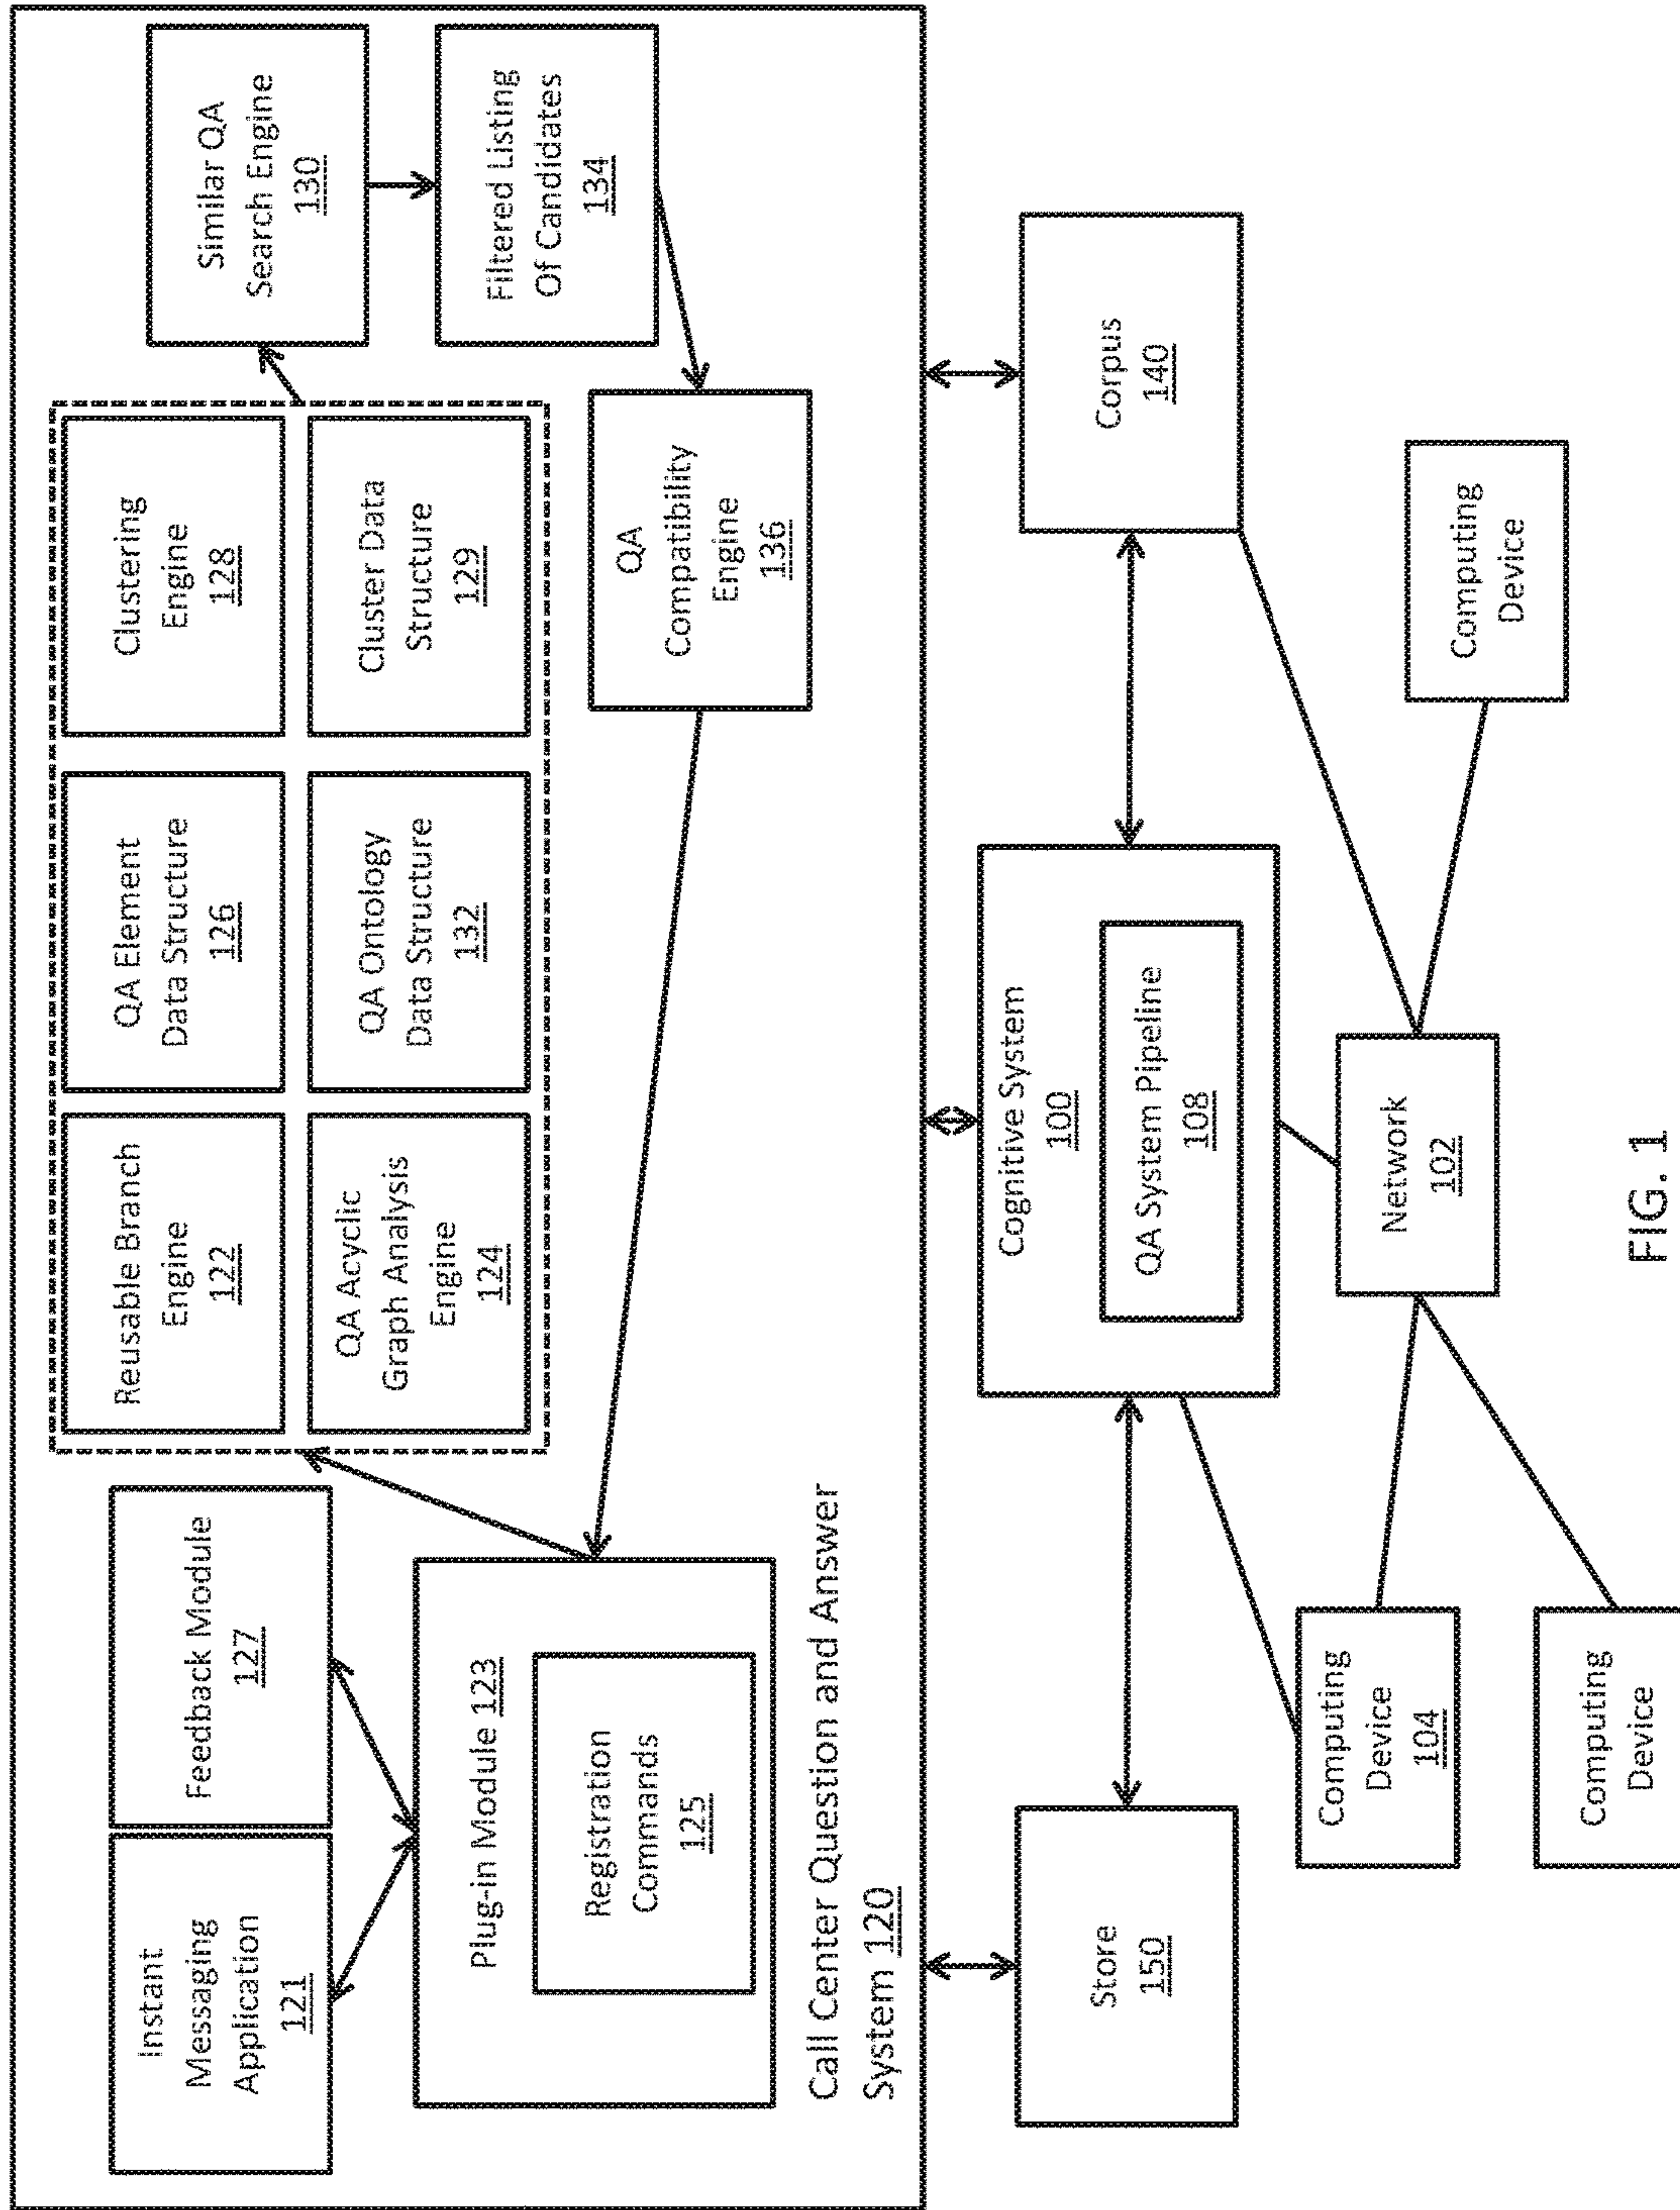 Instant
Messaging
Application
121
Feedback Module
127
Plug-in Module 123
Registration
Commands
125
Reusable Branch
Engine
122
QA Element
Data Structure
126
Clustering
Engine
128
QA Acyclic
Graph Analysis
Engine
124
QA Ontology
Data Structure
132
Cluster Data
Structure
129
Similar QA
Search Engine
130
Filtered Listing
Of Candidates
134
QA
Compatibility
Engine
136
Call Center Question and Answer
System 120
Store
150
Cognitive System
100
QA System Pipeline
108
Corpus
140
Computing
Device
104
Network
102
Computing
Device
Computing
Device
FIG. 1